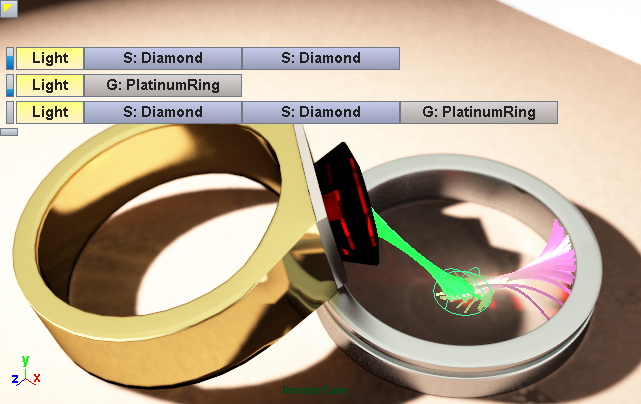 Light S: Diamond S: Diamond
Light G: PlatinumRing
Light S: Diamond S: Diamond G: PlatinumRing
y
z x